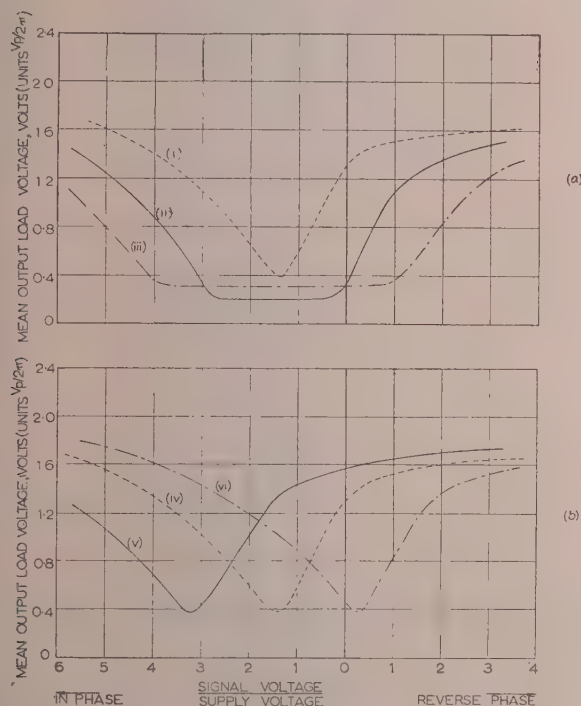 MEAN OUTPUT LOAD VOLTAGE, VOLTS (UNITS VP/2π)
2·4
2·0
1·6
1·2
0·8
0·4
0
(i)
(ii)
(iii)
(a)
MEAN OUTPUT LOAD VOLTAGE, VOLTS (UNITS VP/2π)
2·4
2·0
1·6
1·2
0·8
0·4
0
(iv)
(v)
(vi)
(b)
6 5 4 3 2 1 0 1 2 3 4
IN PHASE
SIGNAL VOLTAGE
SUPPLY VOLTAGE
REVERSE PHASE